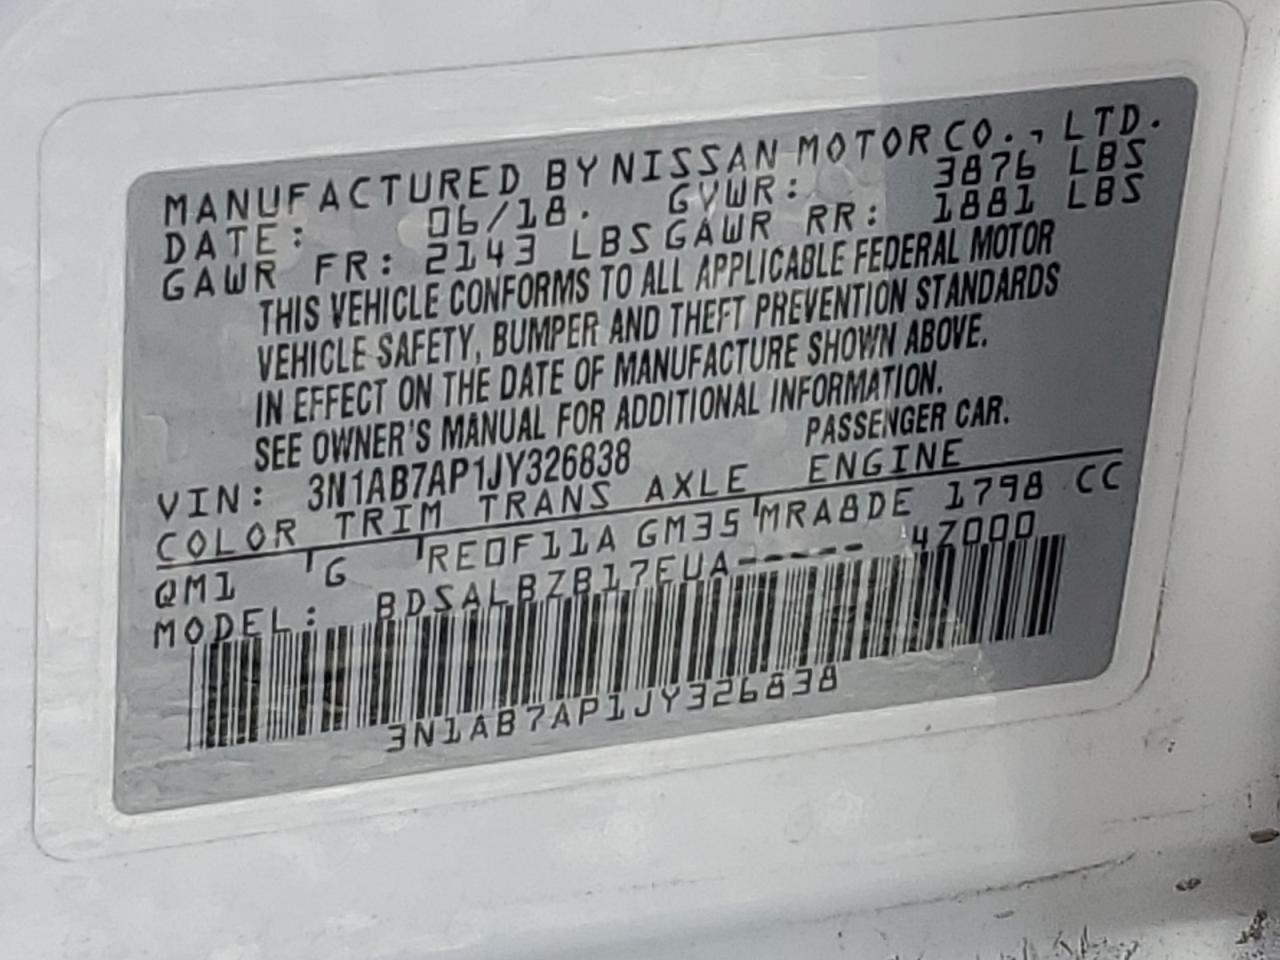 MANUFACTURED BY NISSAN MOTOR CO., LTD.
DATE: 06/18. GVWR: 3876 LBS
GAWR FR: 2143 LBS GAWR RR: 1881 LBS
THIS VEHICLE CONFORMS TO ALL APPLICABLE FEDERAL MOTOR
VEHICLE SAFETY, BUMPER AND THEFT PREVENTION STANDARDS
IN EFFECT ON THE DATE OF MANUFACTURE SHOWN ABOVE.
SEE OWNER'S MANUAL FOR ADDITIONAL INFORMATION.
VIN: 3N1AB7AP1JY326838 PASSENGER CAR.
COLOR TRIM TRANS AXLE ENGINE
QM1 G RE0F11A GM35 MRA8DE 1798 CC
MODEL: BDSALBZB17EUA----- 4Z000
3N1AB7AP1JY326838